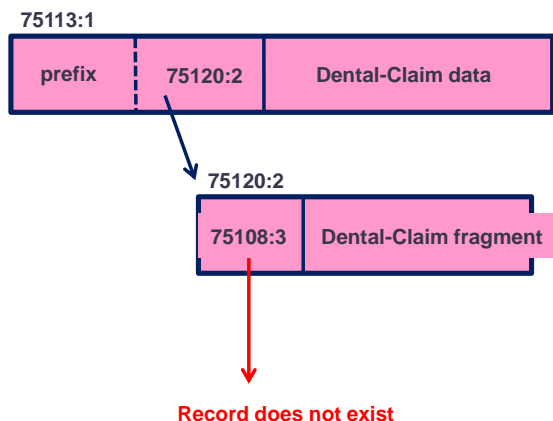 75113:1
prefix 75120:2 Dental-Claim data
75120:2
75108:3 Dental-Claim fragment
Record does not exist